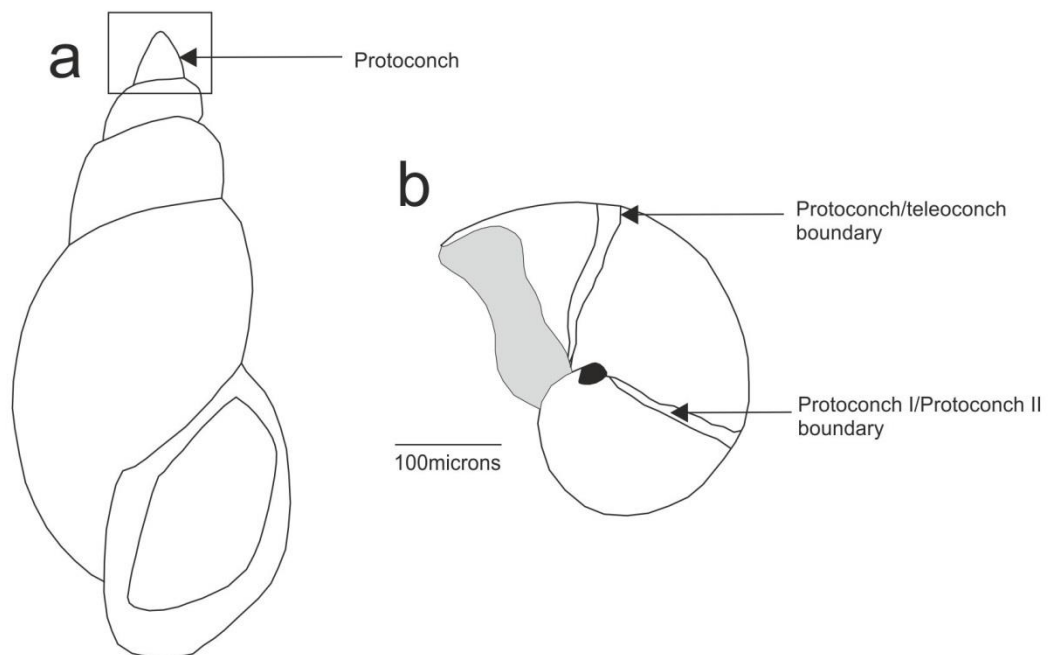 a
Protoconch
b
Protoconch/teleoconch
boundary
Protoconch I/Protoconch II
boundary
100microns